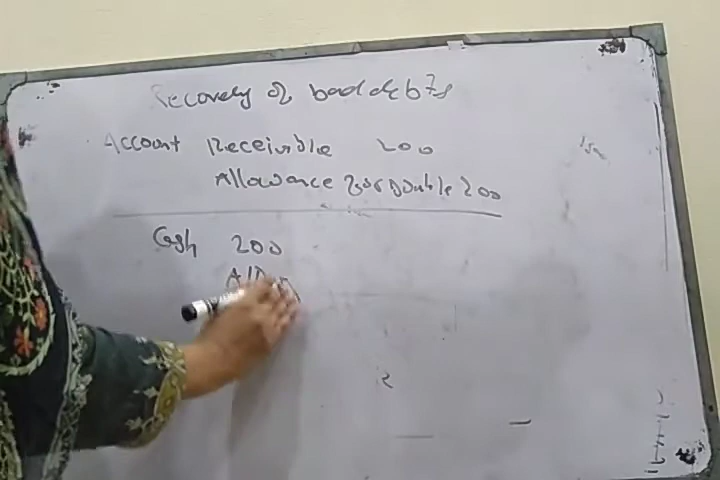 Recovery of bad debts
Account Receivable 200
Allowance for Double 200
Cash 200
A/R